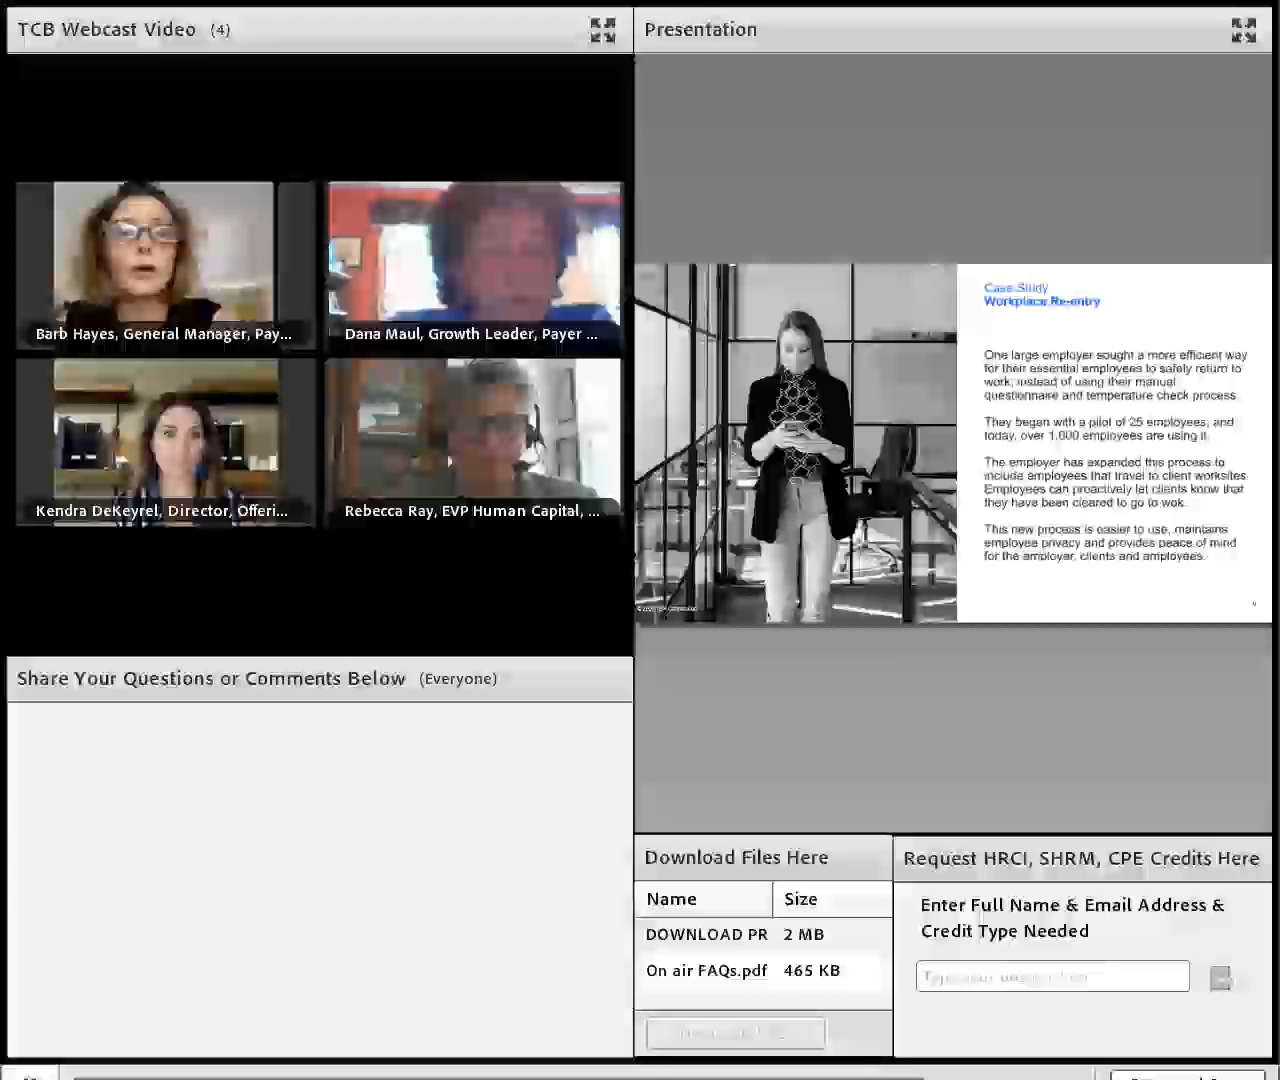 TCB Webcast Video (4)
Presentation
Barb Hayes, General Manager, Pay...
Dana Maul, Growth Leader, Payer ...
Kendra DeKeyrel, Director, Offeri...
Rebecca Ray, EVP Human Capital, ...
Case Study
Workplace Re-entry
One large employer sought a more efficient way
for their essential employees to safely return to
work, instead of using their manual
questionnaire and temperature check process.
They began with a pilot of 25 employees, and
today, over 1,000 employees are using it.
The employer has expanded this process to
include employees that travel to client worksites.
Employees can proactively let clients know that
they have been cleared to go to wok.
This new process is easier to use, maintains
employee privacy and provides peace of mind
for the employer, clients and employees.
Share Your Questions or Comments Below (Everyone)
Download Files Here
Name Size
DOWNLOAD PR 2 MB
On air FAQs.pdf 465 KB
Request HRCI, SHRM, CPE Credits Here
Enter Full Name & Email Address &
Credit Type Needed